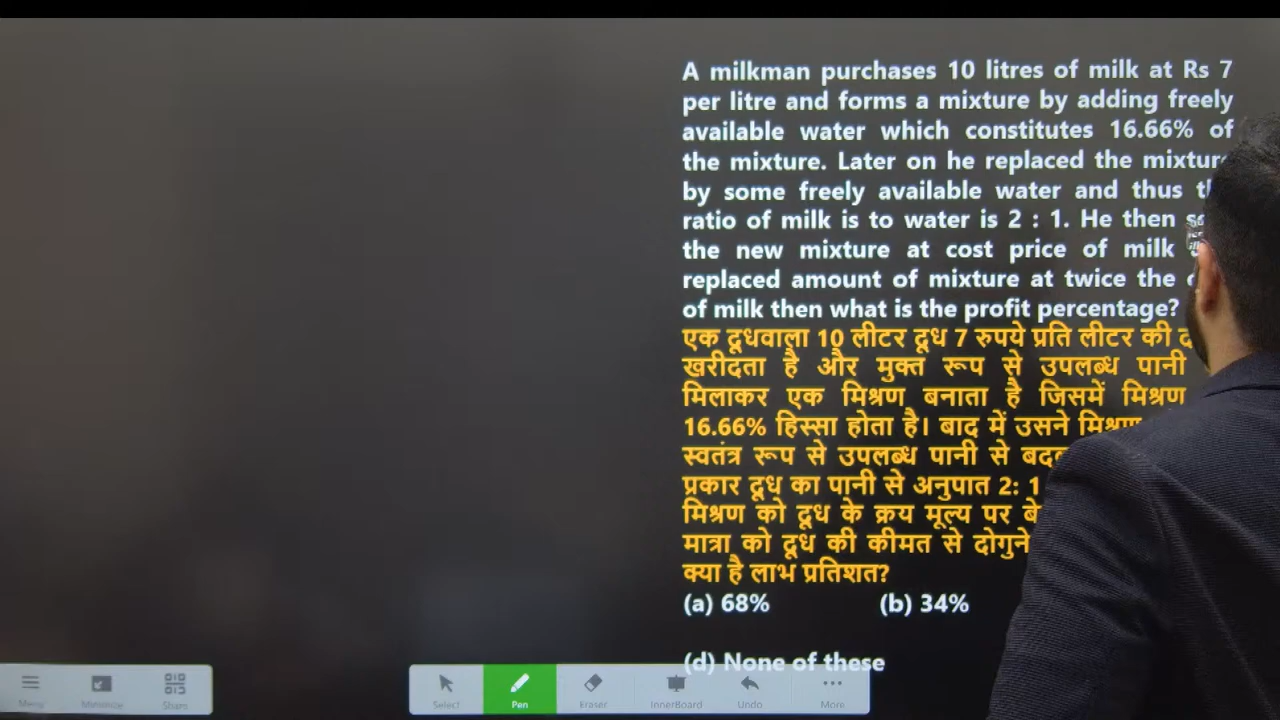 A milkman purchases 10 litres of milk at Rs 7
per litre and forms a mixture by adding freely
available water which constitutes 16.66% of
the mixture. Later on he replaced the mixture
by some freely available water and thus
ratio of milk is to water is 2 : 1. He then
the new mixture at cost price of milk
replaced amount of mixture at twice the
of milk then what is the profit percentage?
एक दूधवाला 10 लीटर दूध 7 रुपये प्रति लीटर की
खरीदता है और मुक्त रूप से उपलब्ध पानी
मिलाकर एक मिश्रण बनाता है जिसमें मिश्रण
16.66% हिस्सा होता है। बाद में उसने मिश्रण
स्वतंत्र रूप से उपलब्ध पानी से
प्रकार दूध का पानी से अनुपात 2: 1
मिश्रण को दूध के क्रय मूल्य पर
मात्रा को दूध की कीमत से दोगुने
क्या है लाभ प्रतिशत?
(a) 68% (b) 34%
(d) None of these
Menu Minimize Share Select Pen Eraser InnerBoard Undo More